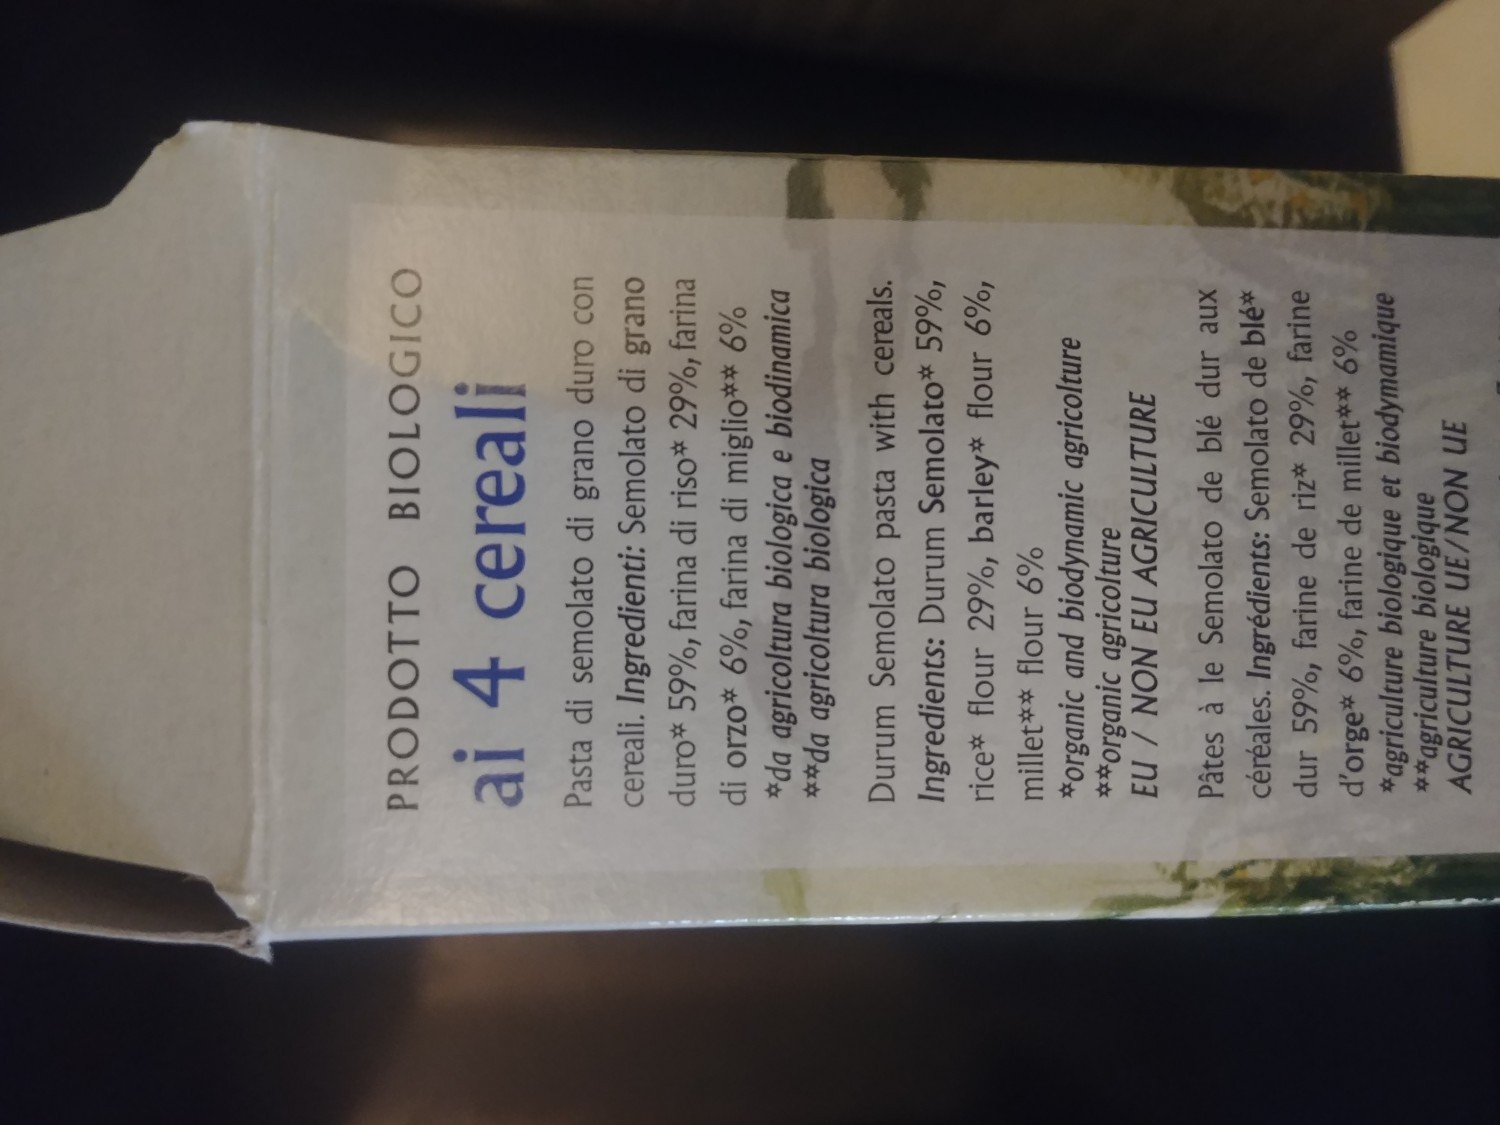 PRODOTTO BIOLOGICO
ai 4 cereali
Pasta di semolato di grano duro con
cereali. Ingredienti: Semolato di grano
duro* 59%, farina di riso* 29%, farina
di orzo* 6%, farina di miglio** 6%
*da agricoltura biologica e biodinamica
**da agricoltura biologica
Durum Semolato pasta with cereals.
Ingredients: Durum Semolato* 59%,
rice* flour 29%, barley* flour 6%,
millet** flour 6%
*organic and biodynamic agricolture
**organic agricolture
EU / NON EU AGRICULTURE
Pâtes à le Semolato de blé dur aux
céréales. Ingrédients: Semolato de blé*
dur 59%, farine de riz* 29%, farine
d'orge* 6%, farine de millet** 6%
*agriculture biologique et biodymamique
**agriculture biologique
AGRICULTURE UE/NON UE